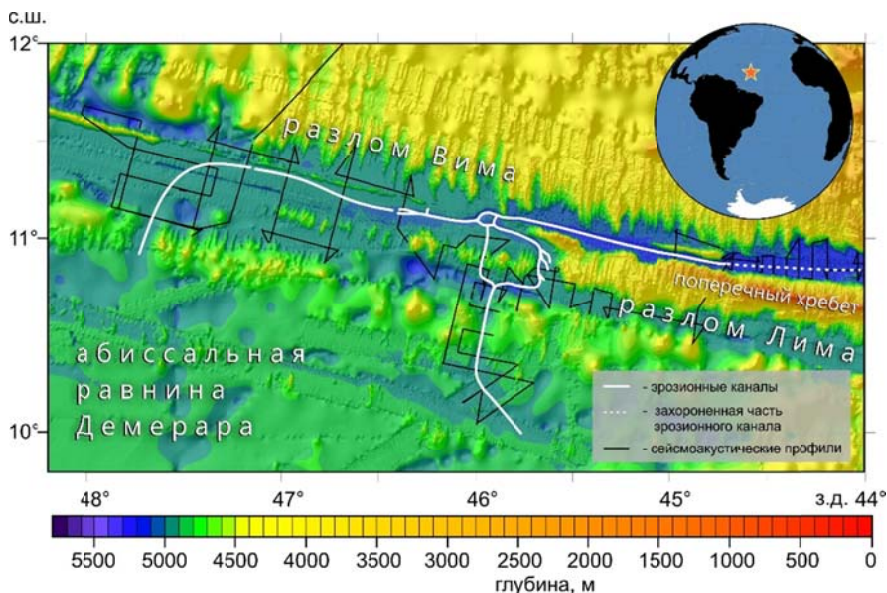 с.ш.
12°
11°
10°
разлом Вима
поперечный хребет
разлом Лима
абиссальная
равнина
Демерара
- эрозионные каналы
- захороненная часть
эрозионного канала
- сейсмоакустические профили
48°
47°
46°
45°
з.д. 44°
5500
5000
4500
4000
3500
3000
2500
2000
1500
1000
500
0
глубина, м